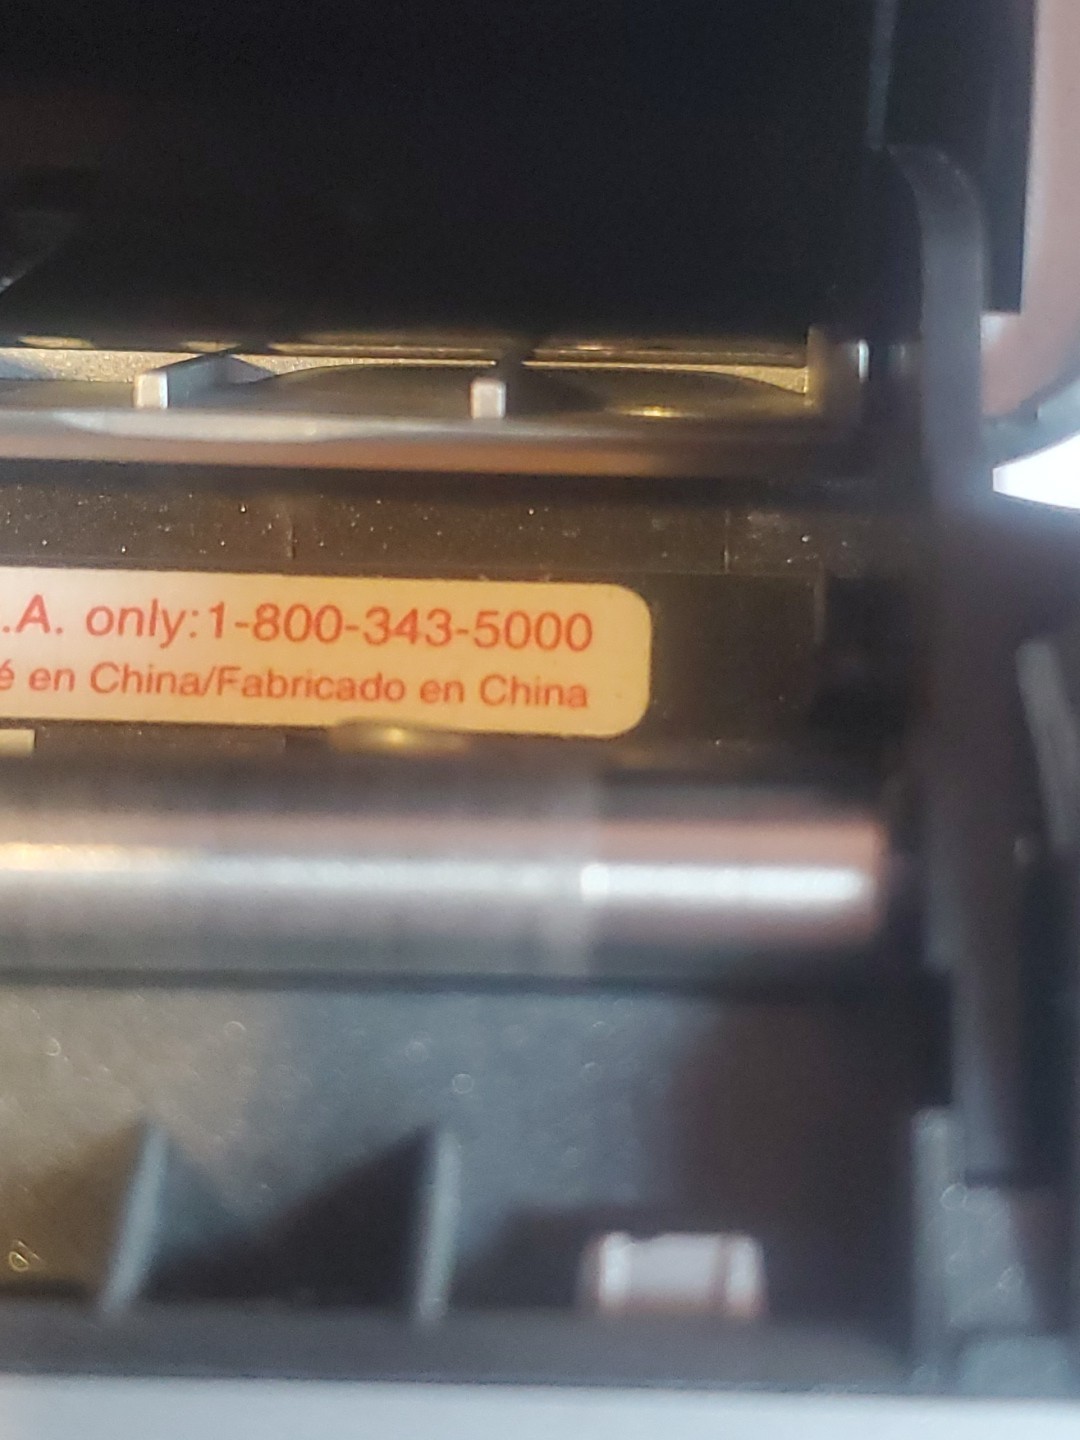 .A. only:1-800-343-5000
é en China/Fabricado en China